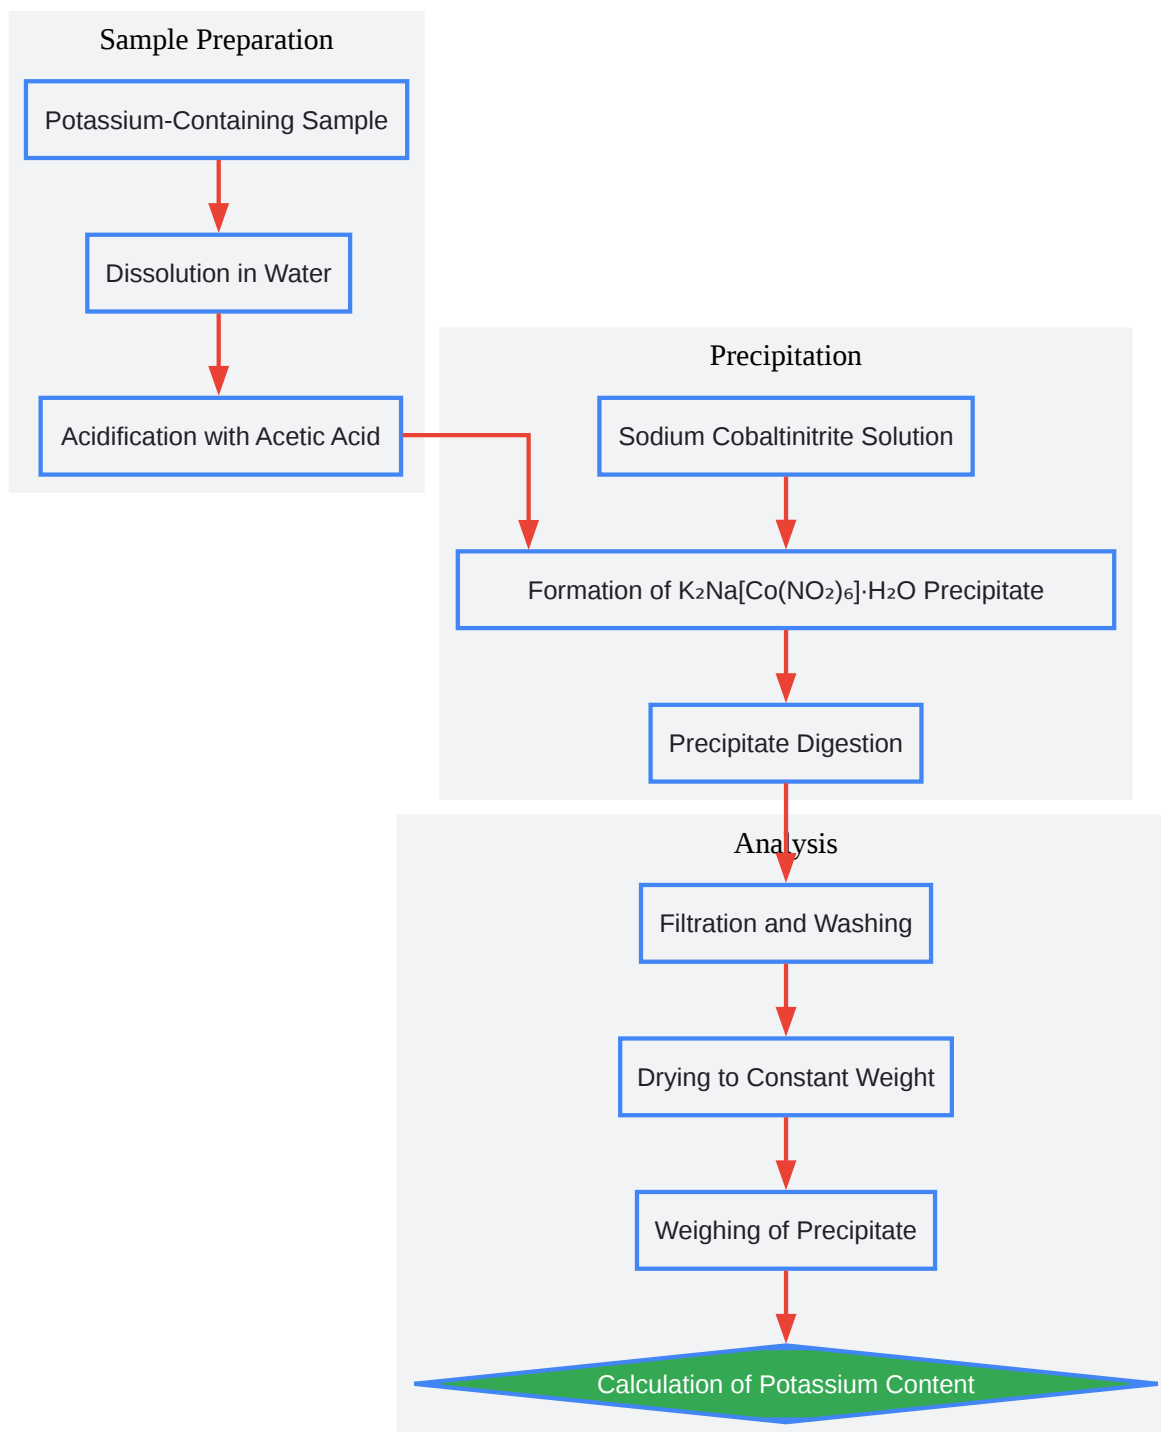 Sample Preparation
Potassium-Containing Sample
Dissolution in Water
Acidification with Acetic Acid
Precipitation
Sodium Cobaltinitrite Solution
Formation of K₂Na[Co(NO₂)₆]·H₂O Precipitate
Precipitate Digestion
Analysis
Filtration and Washing
Drying to Constant Weight
Weighing of Precipitate
Calculation of Potassium Content